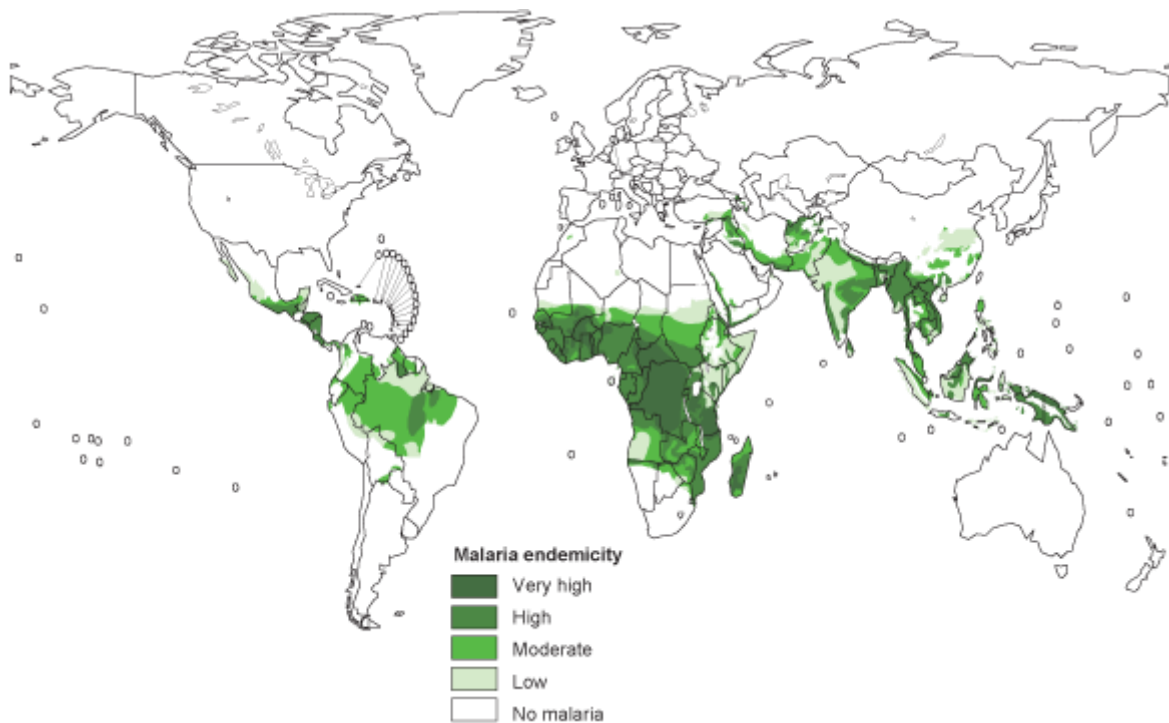 Malaria endemicity
Very high
High
Moderate
Low
No malaria